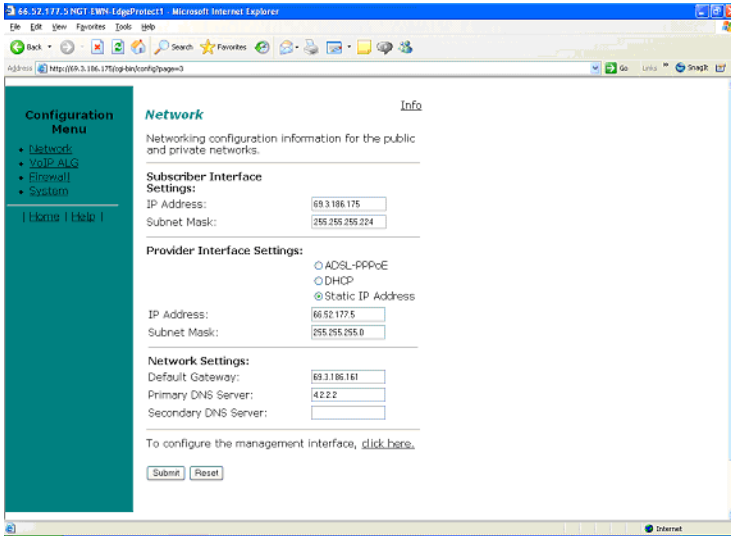 66.52.177.5 NGT-EWN-EdgeProtect1 - Microsoft Internet Explorer
File Edit View Favorites Tools Help
Back Search Favorites
Address http://69.3.186.175/cgi-bin/config?page=3 Go Links » SnagIt
Configuration Menu
• Network
• VoIP ALG
• Firewall
• System
| Home | Help |
Info
Network
Networking configuration information for the public
and private networks.
Subscriber Interface
Settings:
IP Address: 69.3.186.175
Subnet Mask: 255.255.255.224
Provider Interface Settings:
ADSL-PPPoE
DHCP
Static IP Address
IP Address: 66.52.177.5
Subnet Mask: 255.255.255.0
Network Settings:
Default Gateway: 69.3.186.161
Primary DNS Server: 4.2.2.2
Secondary DNS Server:
To configure the management interface, click here.
Submit Reset
Internet